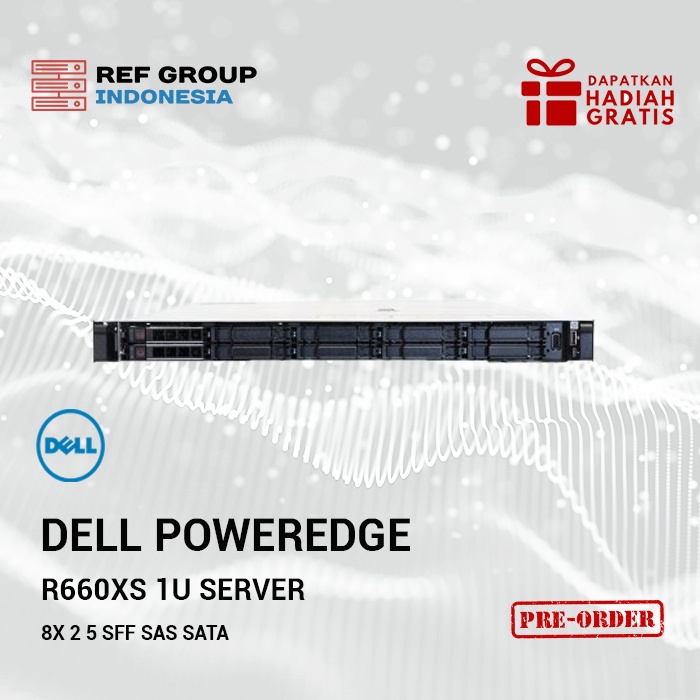 REF GROUP
INDONESIA
DAPATKAN
HADIAH
GRATIS
DELL
DELL POWEREDGE
R660XS 1U SERVER
8X 2 5 SFF SAS SATA
PRE-ORDER